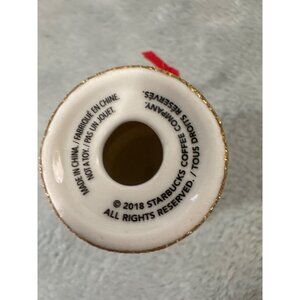 MADE IN CHINA. / FABRIQUÉ EN CHINE.
NOT A TOY. / PAS UN JOUET.
© 2018 STARBUCKS COFFEE COMPANY.
ALL RIGHTS RESERVED. / TOUS DROITS RÉSERVÉS.